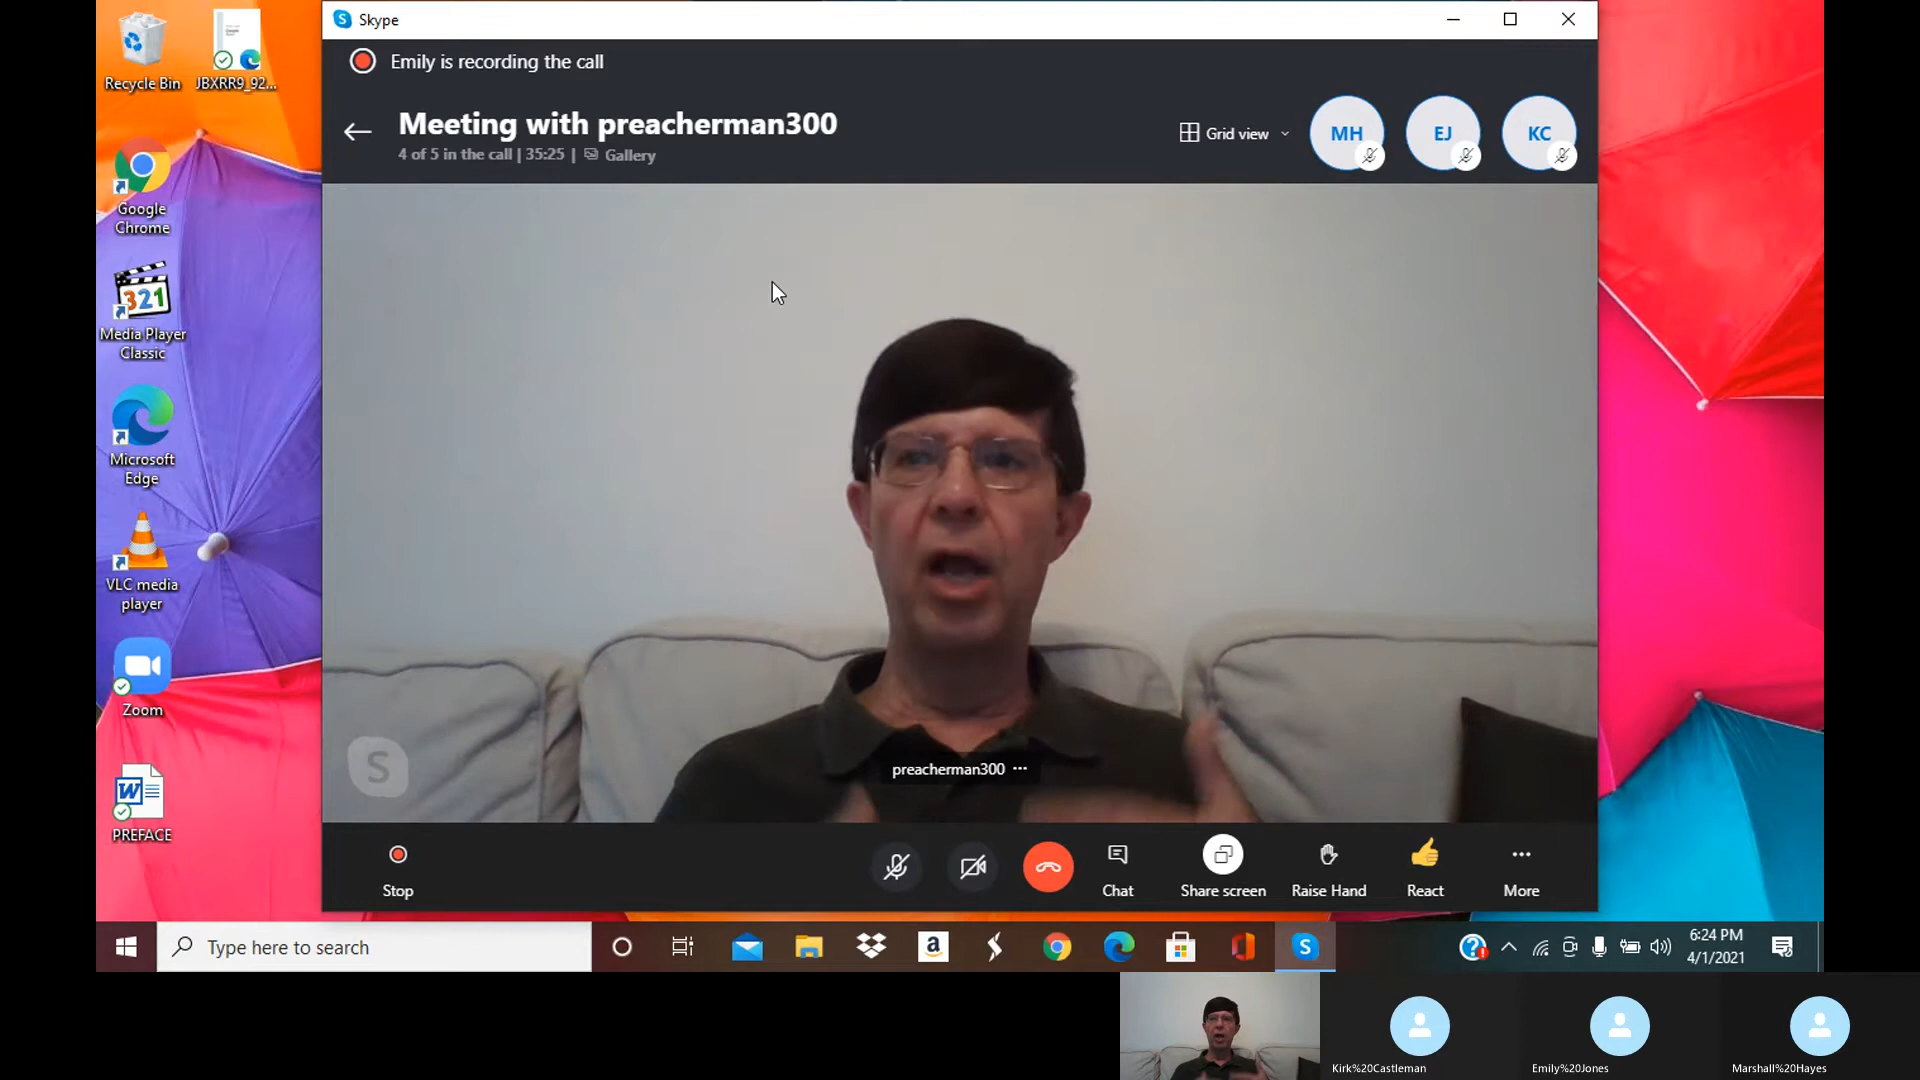 Skype
Emily is recording the call
Meeting with preacherman300
4 of 5 in the call | 35:25 | Gallery
Grid view
MH
EJ
KC
Recycle Bin
JBXRR9_92...
Google
Chrome
321
Media Player
Classic
Microsoft
Edge
VLC media
player
Zoom
W
PREFACE
S
preacherman300 ···
Stop
Chat
Share screen
Raise Hand
React
More
Type here to search
a
S
6:24 PM
4/1/2021
Kirk%20Castleman
Emily%20Jones
Marshall%20Hayes